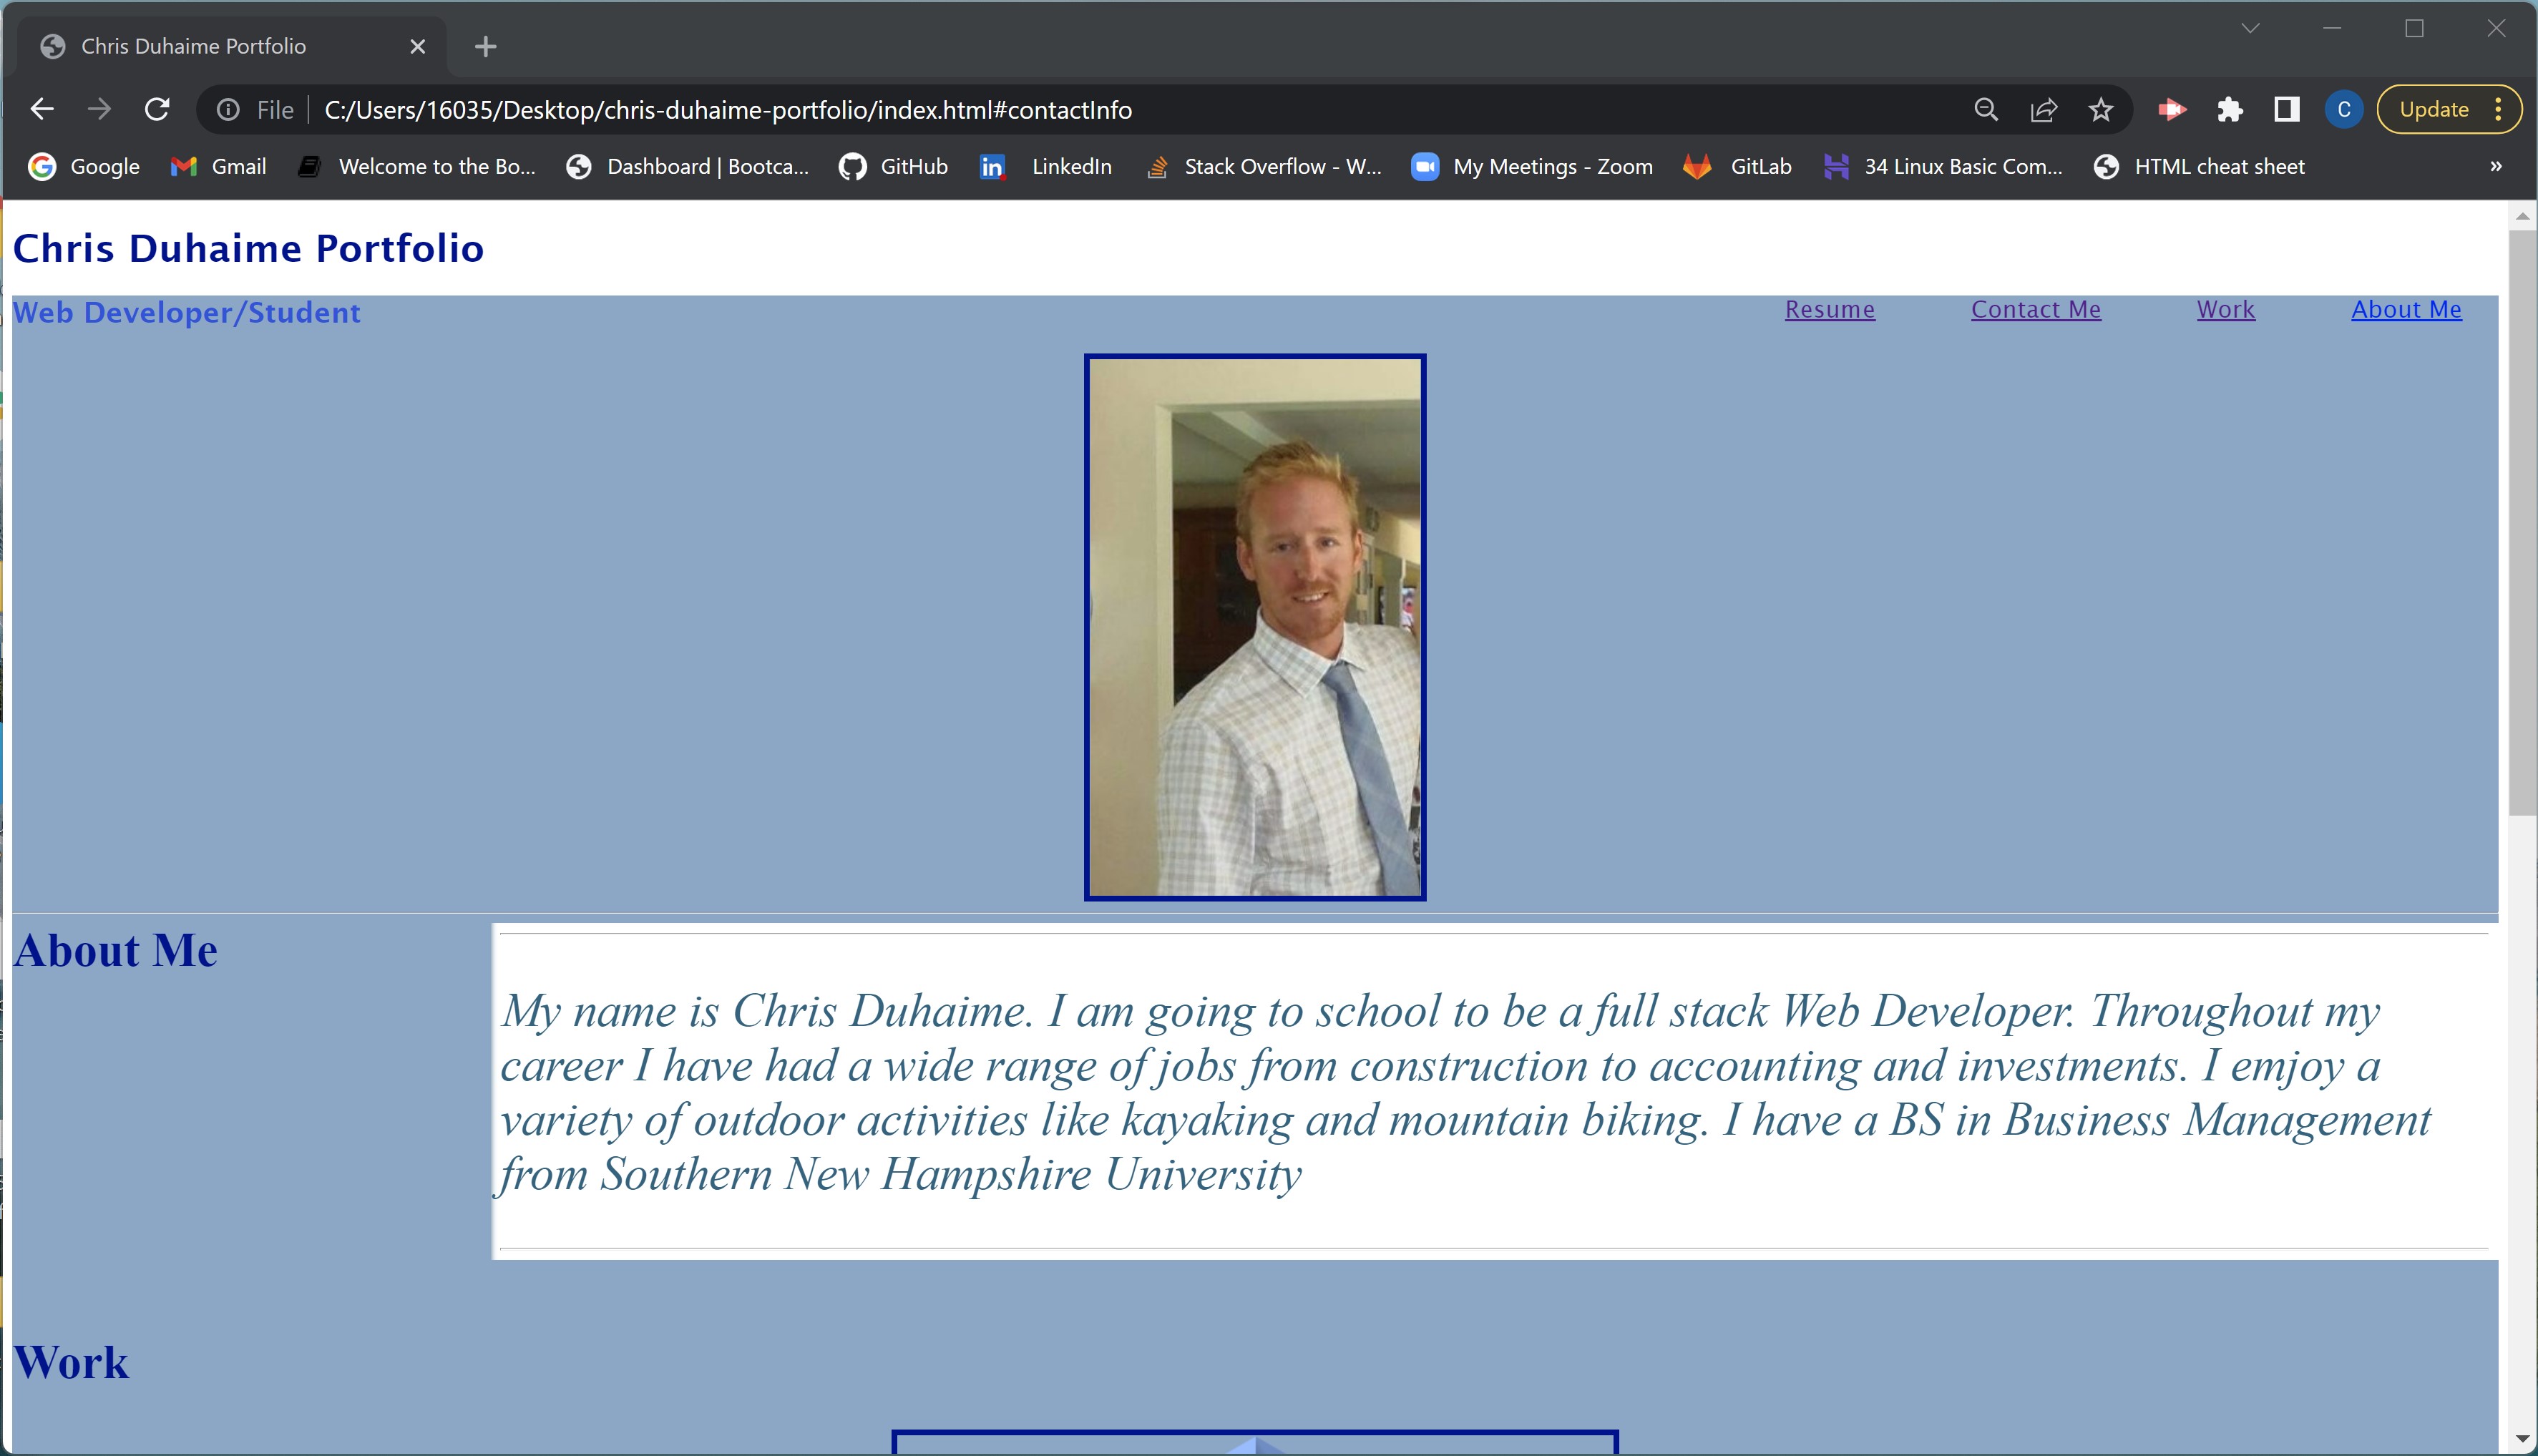 Chris Duhaime Portfolio
File
C:/Users/16035/Desktop/chris-duhaime-portfolio/index.html#contactInfo
C
Update
Google
Gmail
Welcome to the Bo...
Dashboard | Bootca...
GitHub
in
LinkedIn
Stack Overflow - W...
My Meetings - Zoom
GitLab
34 Linux Basic Com...
HTML cheat sheet
»
Chris Duhaime Portfolio
Web Developer/Student
Resume
Contact Me
Work
About Me
About Me
My name is Chris Duhaime. I am going to school to be a full stack Web Developer. Throughout my
career I have had a wide range of jobs from construction to accounting and investments. I emjoy a
variety of outdoor activities like kayaking and mountain biking. I have a BS in Business Management
from Southern New Hampshire University
Work